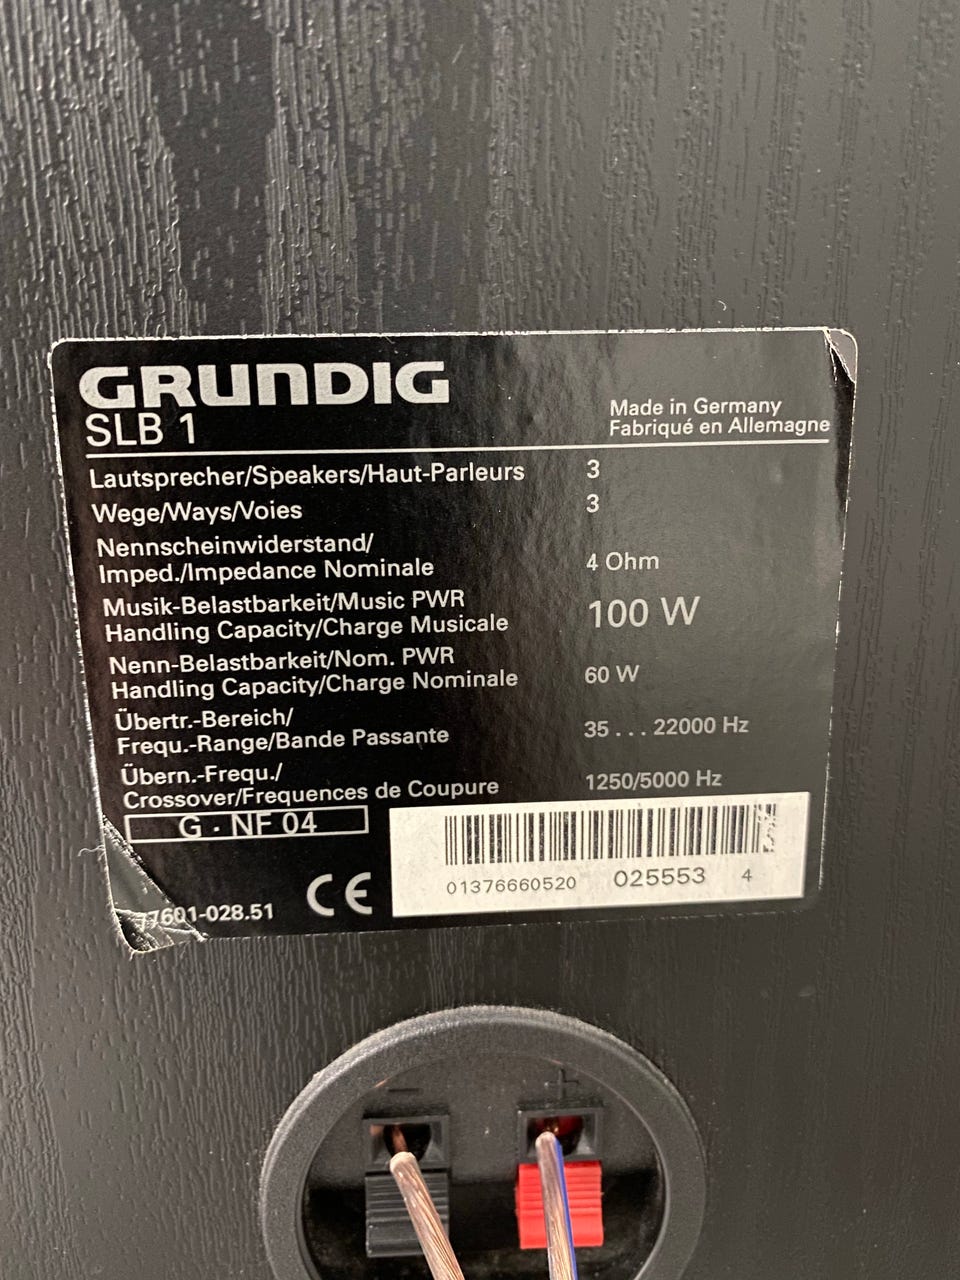 GRUNDIG
SLB 1
Made in Germany
Fabriqué en Allemagne
Lautsprecher/Speakers/Haut-Parleurs 3
Wege/Ways/Voies 3
Nennscheinwiderstand/
Imped./Impedance Nominale 4 Ohm
Musik-Belastbarkeit/Music PWR
Handling Capacity/Charge Musicale 100 W
Nenn-Belastbarkeit/Nom. PWR
Handling Capacity/Charge Nominale 60 W
Übertr.-Bereich/
Frequ.-Range/Bande Passante 35 . . . 22000 Hz
Übern.-Frequ./
Crossover/Frequences de Coupure 1250/5000 Hz
G · NF 04
01376660520 025553 4
77601-028.51
CE
- +